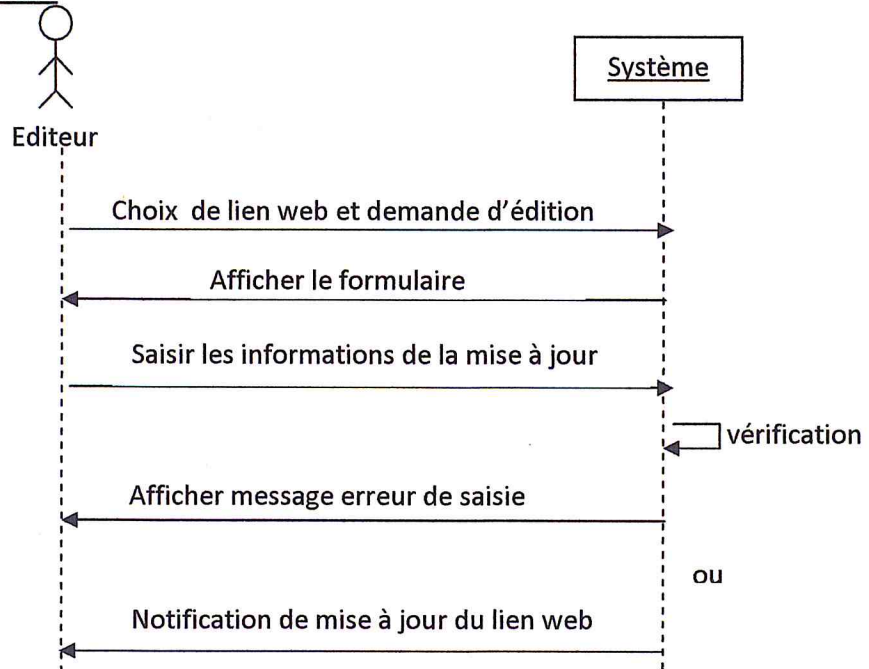 Système
Editeur
Choix de lien web et demande d'édition
Afficher le formulaire
Saisir les informations de la mise à jour
vérification
Afficher message erreur de saisie
ou
Notification de mise à jour du lien web